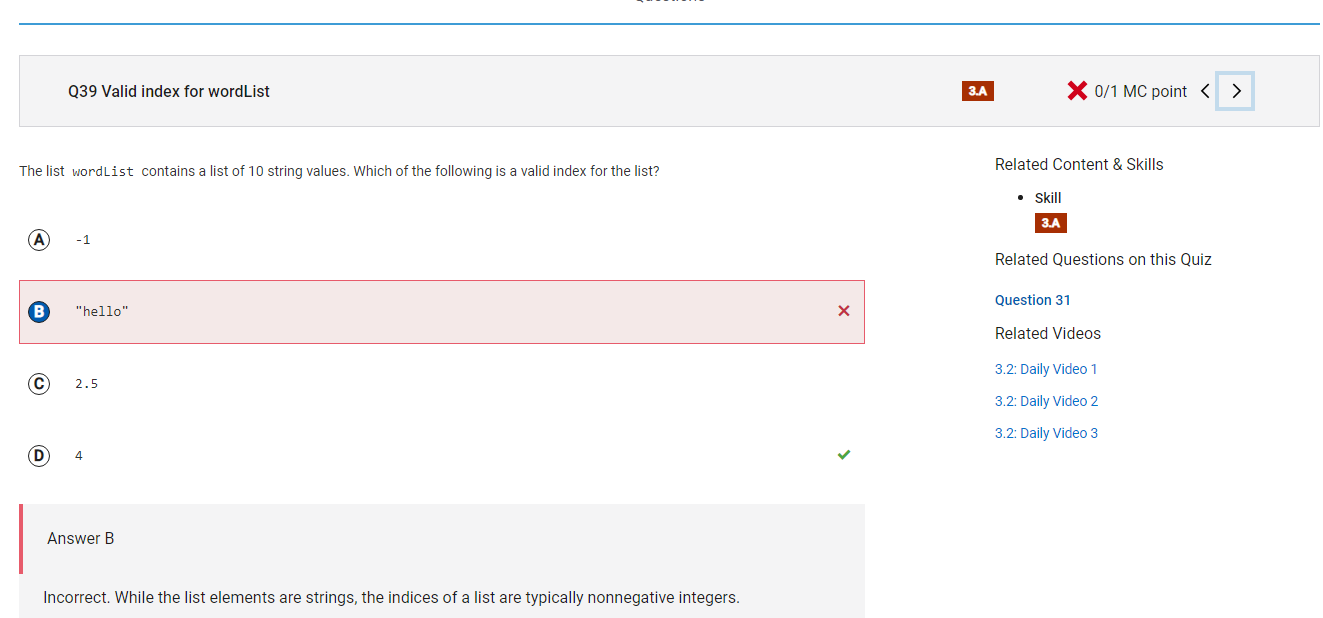 Q39 Valid index for wordList
3.A
0/1 MC point
The list wordList contains a list of 10 string values. Which of the following is a valid index for the list?
A -1
B "hello"
C 2.5
D 4
Answer B
Incorrect. While the list elements are strings, the indices of a list are typically nonnegative integers.
Related Content & Skills
Skill
3.A
Related Questions on this Quiz
Question 31
Related Videos
3.2: Daily Video 1
3.2: Daily Video 2
3.2: Daily Video 3